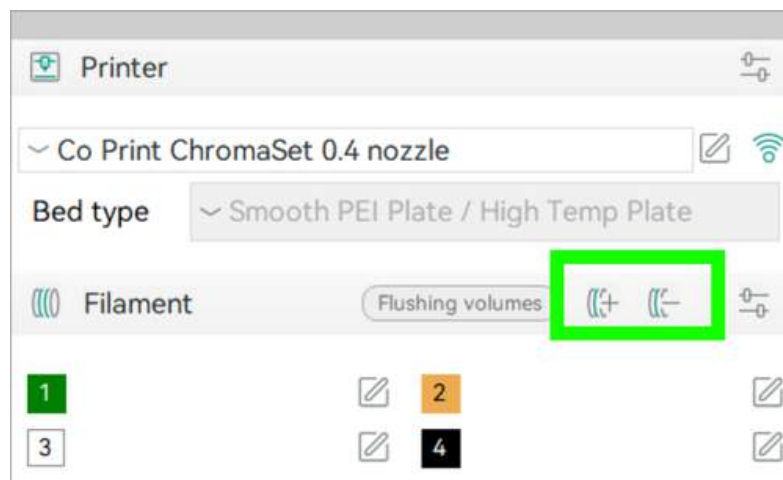 Printer
Co Print ChromaSet 0.4 nozzle
Bed type Smooth PEI Plate / High Temp Plate
Filament Flushing volumes
1 2
3 4